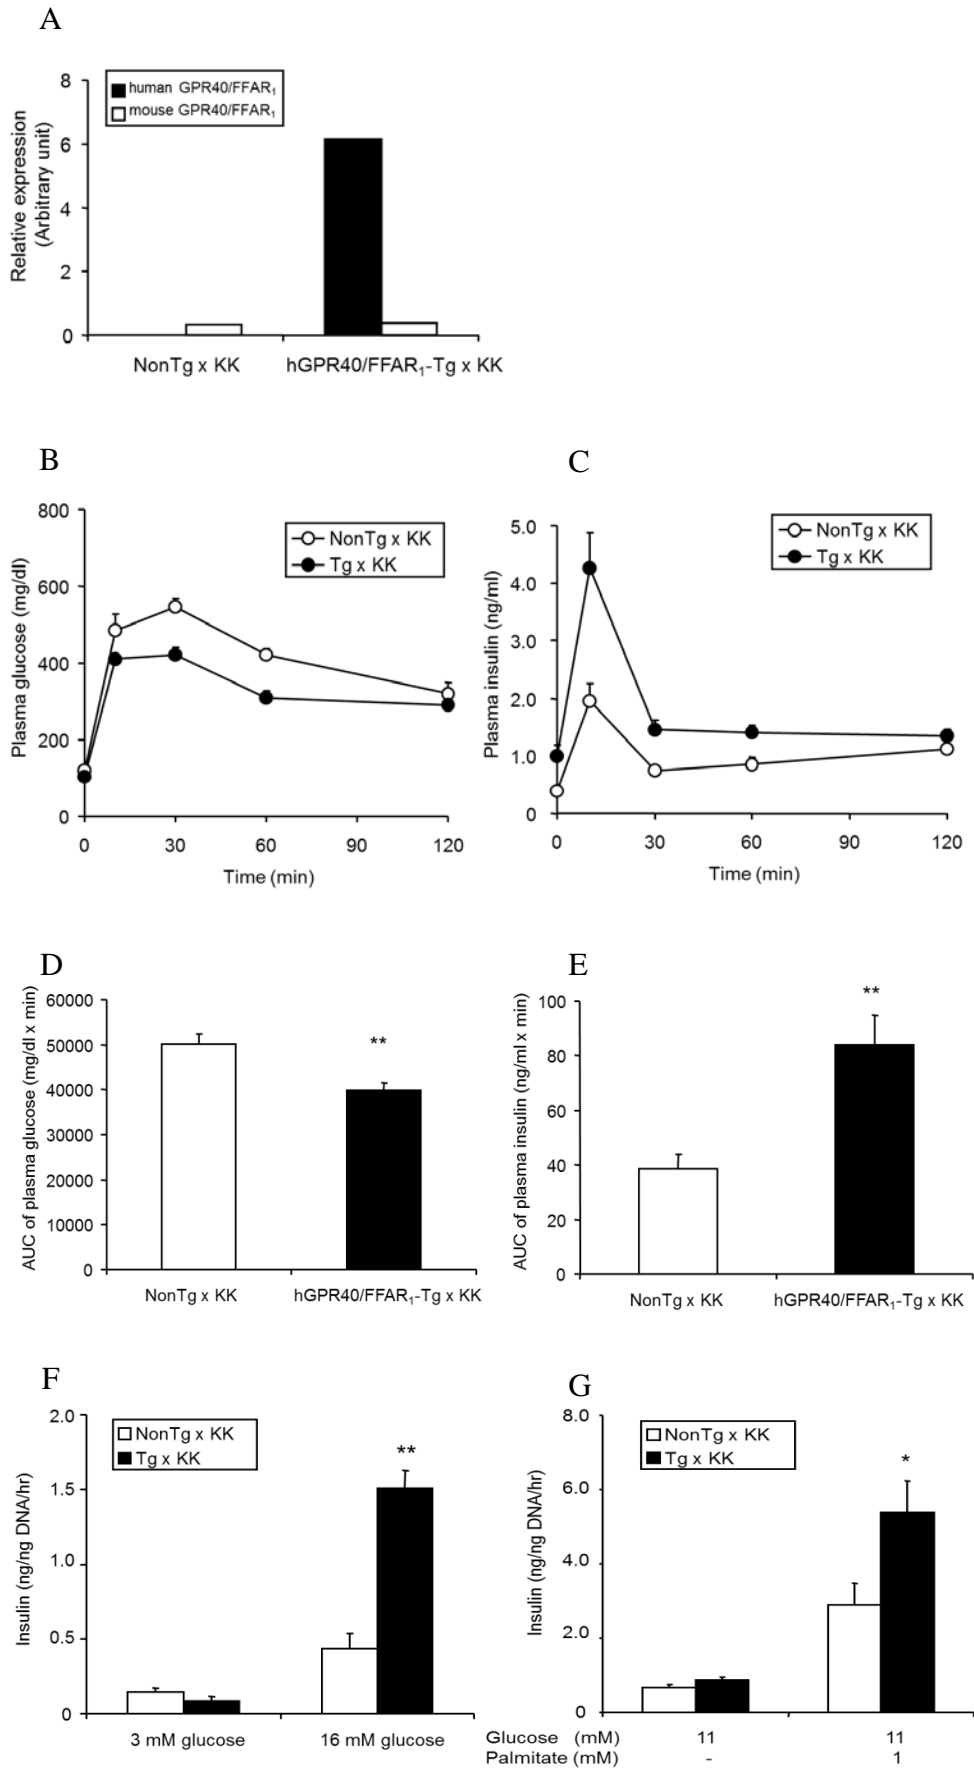 A
human GPR40/FFAR₁
mouse GPR40/FFAR₁
Relative expression
(Arbitrary unit)
8
6
4
2
0
NonTg x KK
hGPR40/FFAR₁-Tg x KK
B
NonTg x KK
Tg x KK
Plasma glucose (mg/dl)
800
600
400
200
0
0 30 60 90 120
Time (min)
C
NonTg x KK
Tg x KK
Plasma insulin (ng/ml)
5.0
4.0
3.0
2.0
1.0
0
0 30 60 90 120
Time (min)
D
AUC of plasma glucose (mg/dl x min)
60000
50000
40000
30000
20000
10000
0
**
NonTg x KK
hGPR40/FFAR₁-Tg x KK
E
AUC of plasma insulin (ng/ml x min)
100
80
60
40
20
0
**
NonTg x KK
hGPR40/FFAR₁-Tg x KK
F
NonTg x KK
Tg x KK
Insulin (ng/ng DNA/hr)
2.0
1.5
1.0
0.5
0
**
3 mM glucose
16 mM glucose
G
NonTg x KK
Tg x KK
Insulin (ng/ng DNA/hr)
8.0
6.0
4.0
2.0
0
*
Glucose (mM) 11 11
Palmitate (mM) - 1